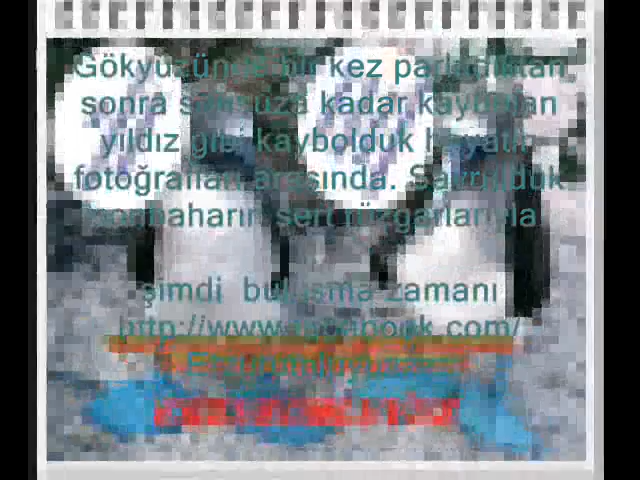 Gökyüzünde bir kez parladıktan
sonra sonsuza kadar kaybolan
yıldız gibi kaybolduk hayatın
fotoğrafları arasında. Savrulduk
sonbaharın sert rüzgarlarıyla
şimdi buluşma zamanı
http://www.facebook.com/